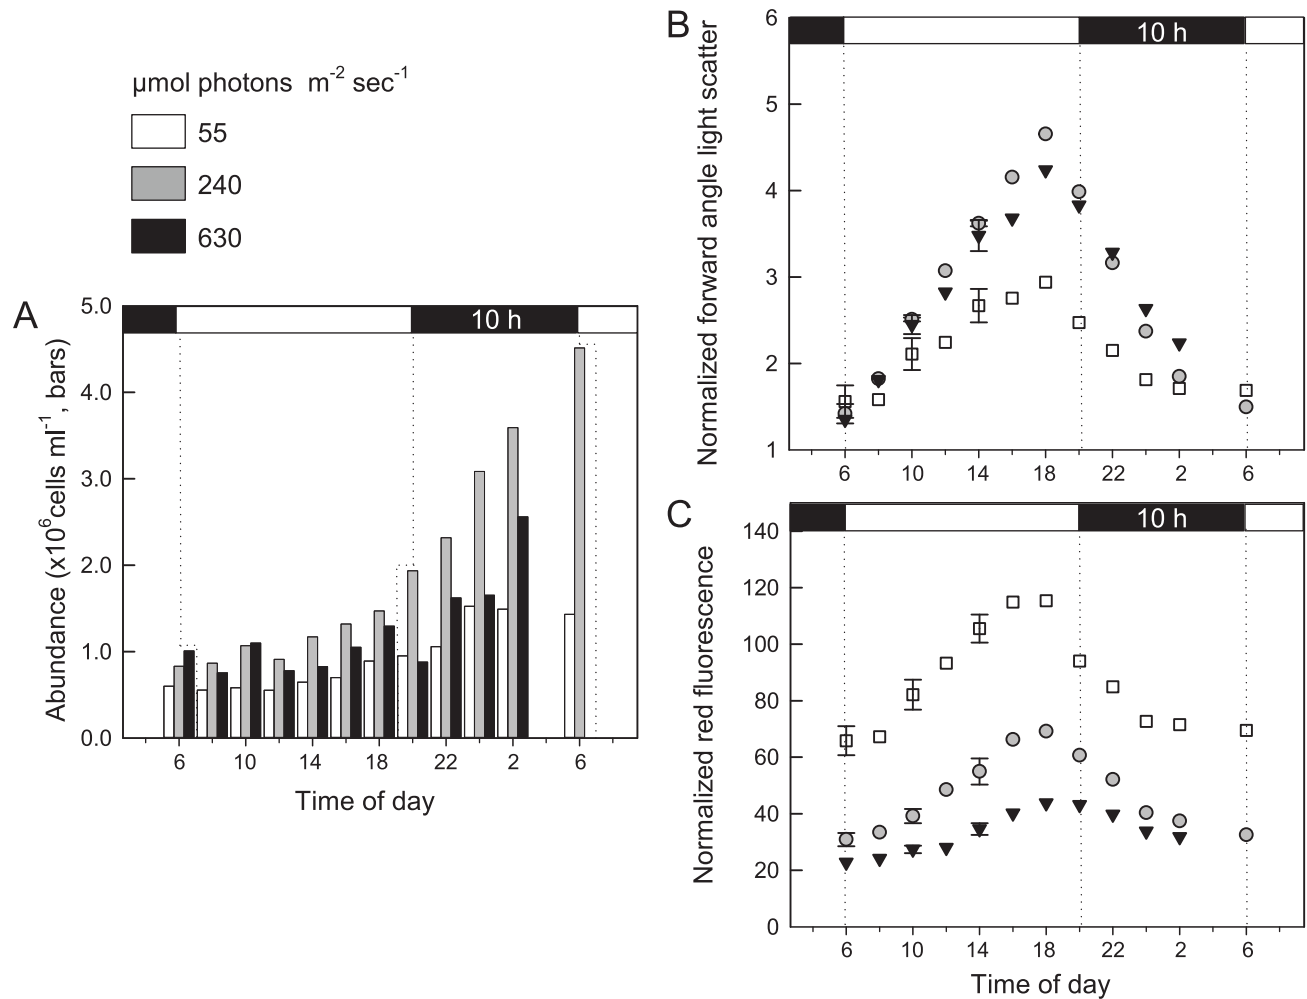 µmol photons m-2 sec-1
55
240
630
A
5.0
4.0
3.0
2.0
1.0
0.0
10 h
Abundance (x10⁶cells ml⁻¹, bars)
6 10 14 18 22 2 6
Time of day
B
6
5
4
3
2
1
10 h
Normalized forward angle light scatter
6 10 14 18 22 2 6
C
140
120
100
80
60
40
20
0
10 h
Normalized red fluorescence
6 10 14 18 22 2 6
Time of day